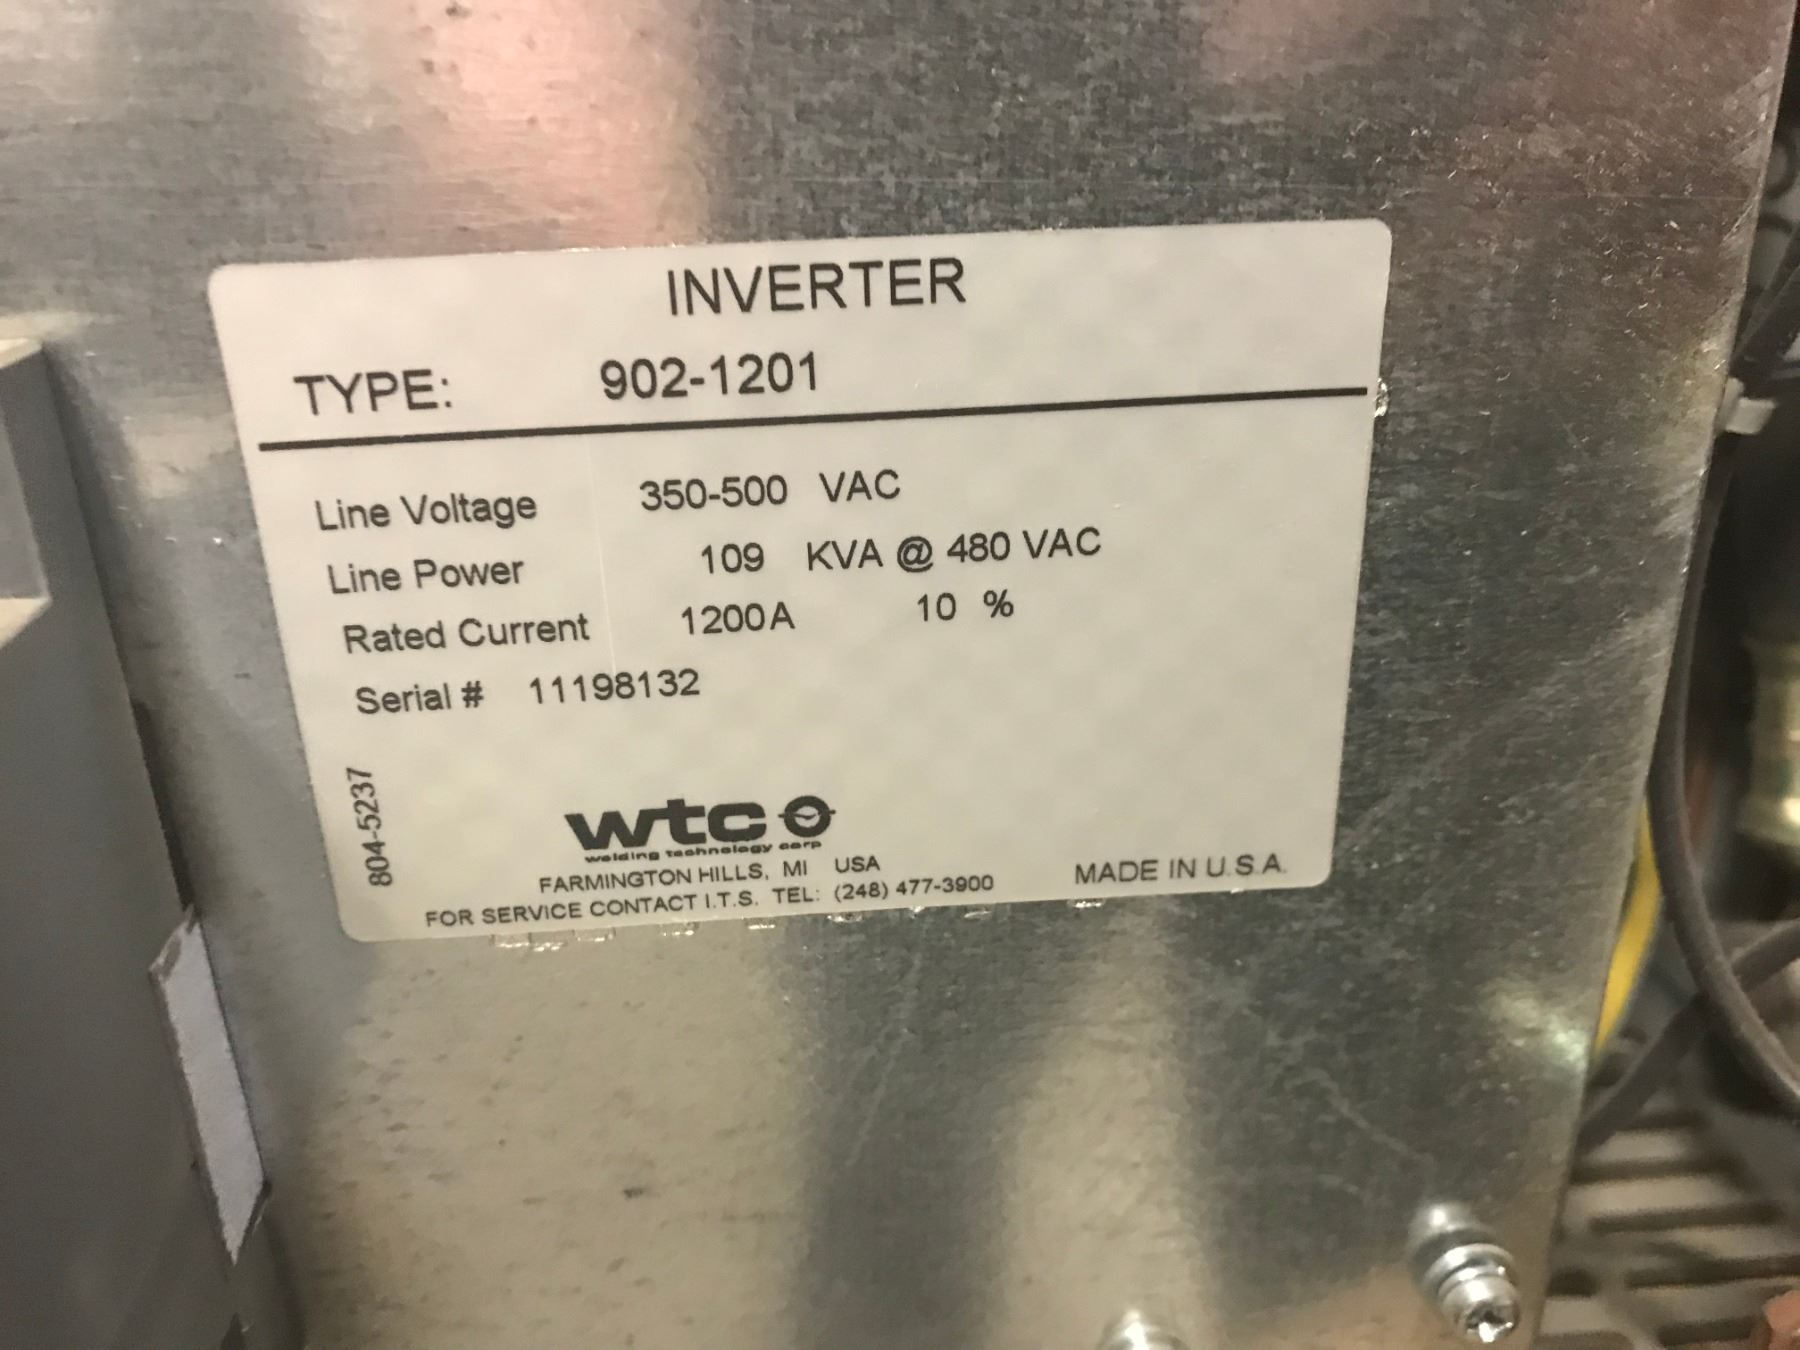 INVERTER
TYPE: 902-1201
Line Voltage 350-500 VAC
Line Power 109 KVA @ 480 VAC
Rated Current 1200A 10 %
Serial # 11198132
804-5237
wtc
welding technology corp
FARMINGTON HILLS, MI USA
FOR SERVICE CONTACT I.T.S. TEL: (248) 477-3900
MADE IN U.S.A.